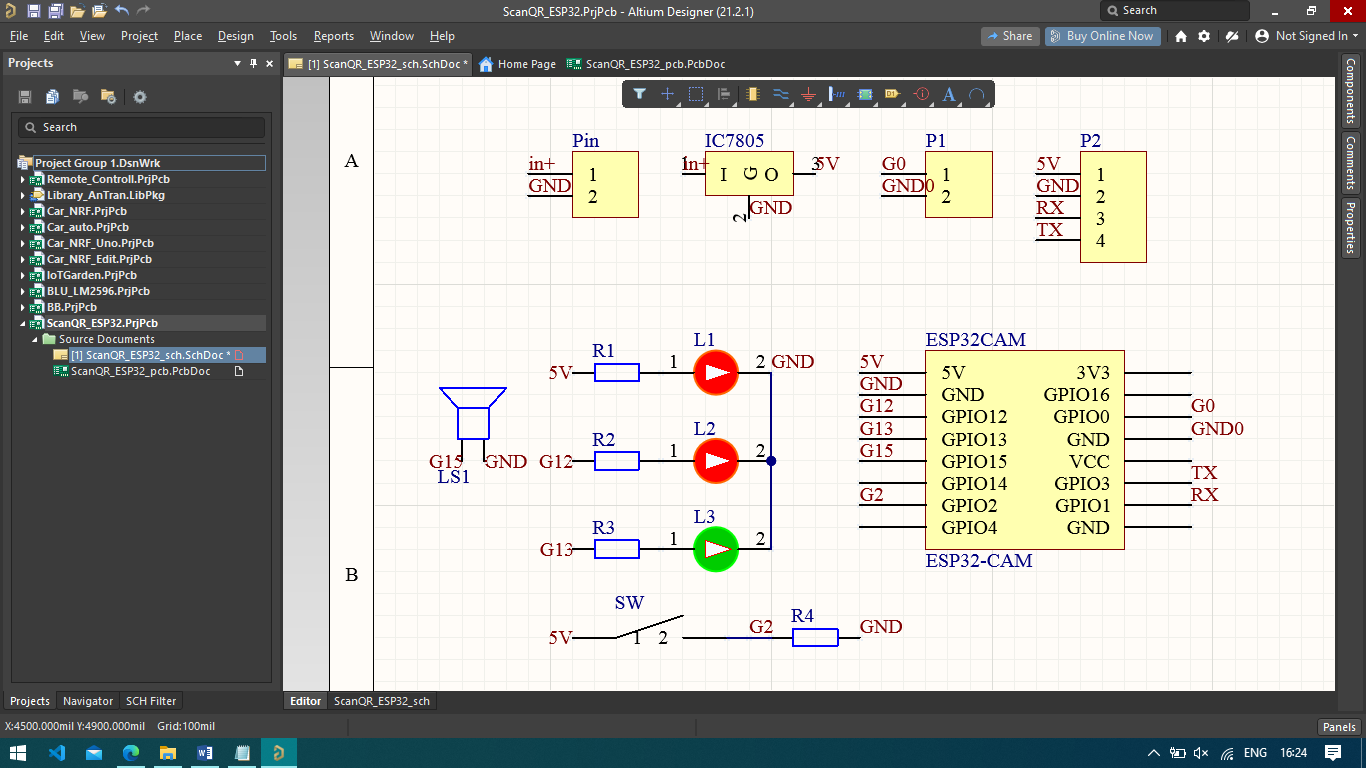 ScanQR_ESP32.PrjPcb - Altium Designer (21.2.1)
Search
File Edit View Project Place Design Tools Reports Window Help
Share
Buy Online Now
Not Signed In
Projects
[1] ScanQR_ESP32_sch.SchDoc *
Home Page
ScanQR_ESP32_pcb.PcbDoc
Search
Project Group 1.DsnWrk
Remote_Controll.PrjPcb
Library_AnTran.LibPkg
Car_NRF.PrjPcb
Car_auto.PrjPcb
Car_NRF_Uno.PrjPcb
Car_NRF_Edit.PrjPcb
IoTGarden.PrjPcb
BLU_LM2596.PrjPcb
BB.PrjPcb
ScanQR_ESP32.PrjPcb
Source Documents
[1] ScanQR_ESP32_sch.SchDoc *
ScanQR_ESP32_pcb.PcbDoc
Components
Comments
Properties
A
Pin
in+ 1
GND 2
IC7805
1 in+ I G O 3 5V
2 GND
P1
G0 1
GND0 2
P2
5V 1
GND 2
RX 3
TX 4
L1
R1
5V 1 2 GND
L2
R2
G12 1 2
L3
R3
G13 1 2
G15 GND
LS1
ESP32CAM
5V 5V 3V3
GND GND GPIO16
G12 GPIO12 GPIO0 G0
G13 GPIO13 GND GND0
G15 GPIO15 VCC
GPIO14 GPIO3 TX
G2 GPIO2 GPIO1 RX
GPIO4 GND
ESP32-CAM
B
SW
5V 1 2 G2 R4 GND
Projects Navigator SCH Filter
Editor ScanQR_ESP32_sch
X:4500.000mil Y:4900.000mil Grid:100mil
Panels
ENG 16:24